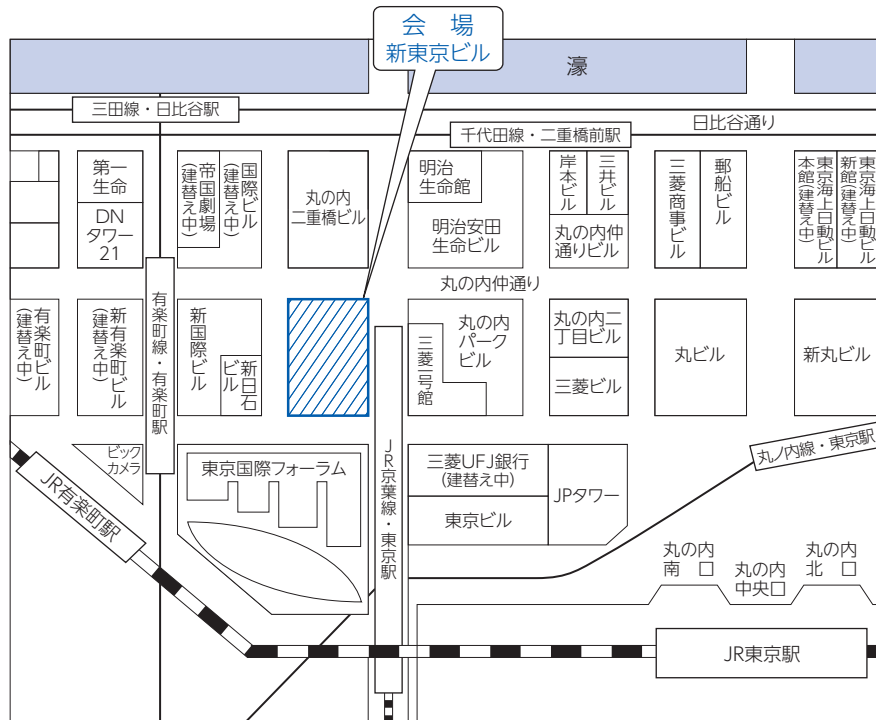 会場
新東京ビル
濠
三田線・日比谷駅
日比谷通り
千代田線・二重橋前駅
第一
生命
DN
タワー
21
帝国劇場
(建替え中)
国際ビル
(建替え中)
丸の内
二重橋ビル
明治
生命館
明治安田
生命ビル
岸本ビル
三井ビル
丸の内仲
通りビル
三菱商事ビル
郵船ビル
東京海上日動ビル
本館(建替え中)
東京海上日動ビル
新館(建替え中)
丸の内仲通り
有楽町ビル
(建替え中)
新有楽町ビル
(建替え中)
有楽町線・有楽町駅
新国際ビル
新日石
ビル
三菱一号館
丸の内
パーク
ビル
丸の内二
丁目ビル
三菱ビル
丸ビル
新丸ビル
ビック
カメラ
JR有楽町駅
東京国際フォーラム
JR京葉線・東京駅
三菱UFJ銀行
(建替え中)
東京ビル
JPタワー
丸ノ内線・東京駅
丸の内
南口
丸の内
中央口
丸の内
北口
JR東京駅